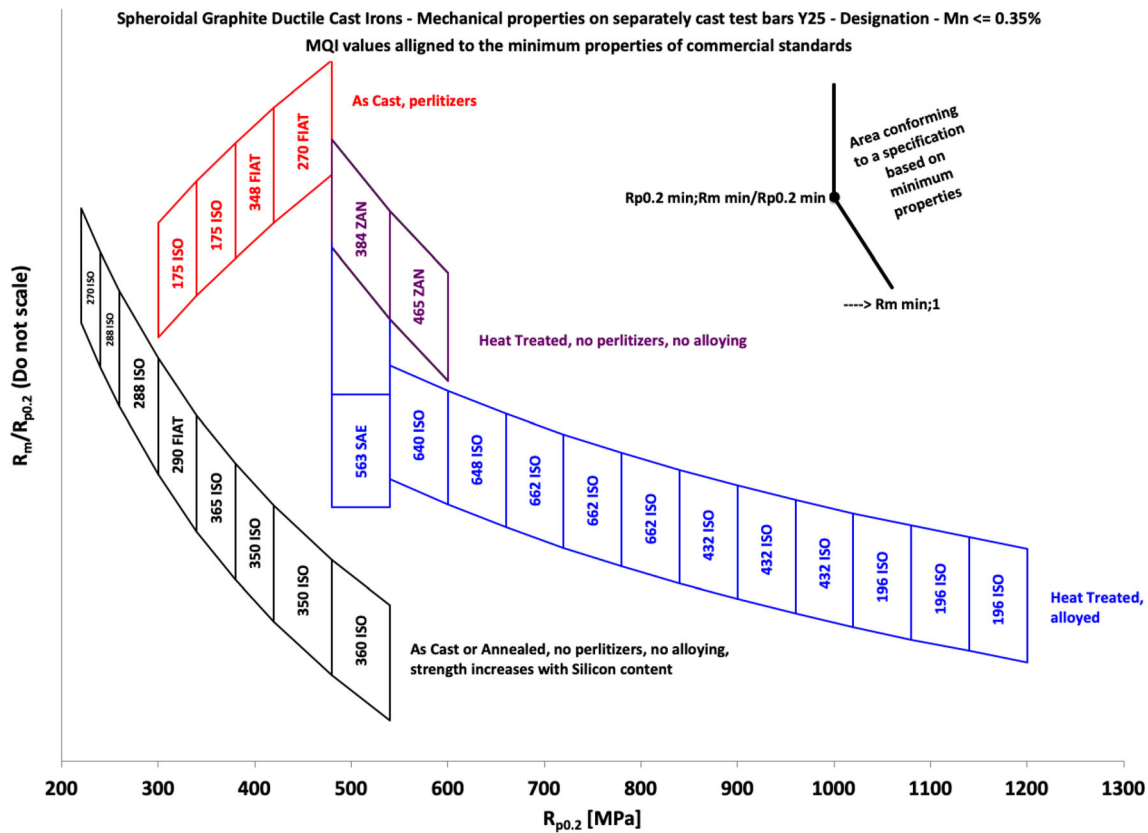 Spheroidal Graphite Ductile Cast Irons - Mechanical properties on separately cast test bars Y25 - Designation - Mn <= 0.35%
MQI values alligned to the minimum properties of commercial standards
As Cast, perlitizers
Area conforming
to a specification
based on
minimum
properties
Rp0.2 min;Rm min/Rp0.2 min
----> Rm min;1
175 ISO
175 ISO
348 FIAT
270 FIAT
384 ZAN
465 ZAN
Heat Treated, no perlitizers, no alloying
270 ISO
288 ISO
288 ISO
290 FIAT
365 ISO
350 ISO
350 ISO
360 ISO
As Cast or Annealed, no perlitizers, no alloying,
strength increases with Silicon content
563 SAE
640 ISO
648 ISO
662 ISO
662 ISO
662 ISO
432 ISO
432 ISO
432 ISO
196 ISO
196 ISO
196 ISO
Heat Treated,
alloyed
Rm/Rp0.2 (Do not scale)
200 300 400 500 600 700 800 900 1000 1100 1200 1300
Rp0.2 [MPa]